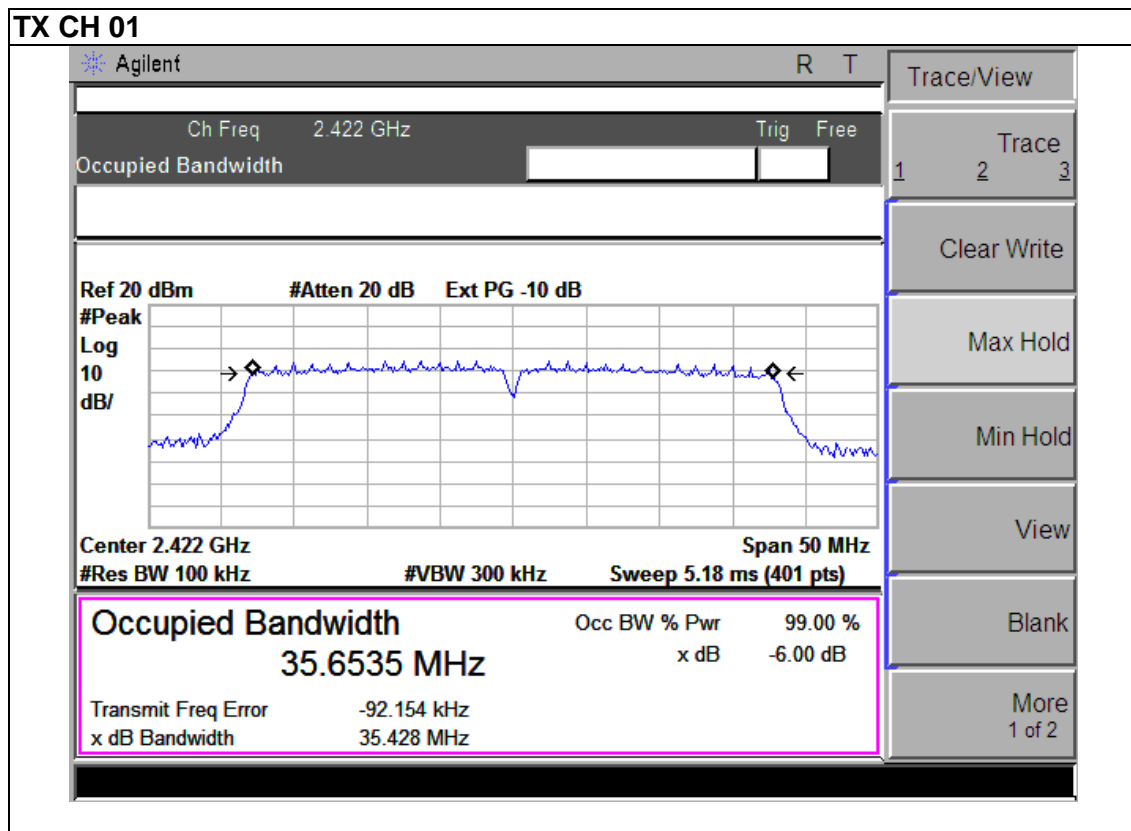 TX CH 01
Agilent R T
Ch Freq 2.422 GHz Trig Free
Occupied Bandwidth
Ref 20 dBm #Atten 20 dB Ext PG -10 dB
#Peak
Log
10
dB/
Center 2.422 GHz Span 50 MHz
#Res BW 100 kHz #VBW 300 kHz Sweep 5.18 ms (401 pts)
Occupied Bandwidth Occ BW % Pwr 99.00 %
35.6535 MHz x dB -6.00 dB
Transmit Freq Error -92.154 kHz
x dB Bandwidth 35.428 MHz
Trace/View
Trace
1 2 3
Clear Write
Max Hold
Min Hold
View
Blank
More
1 of 2